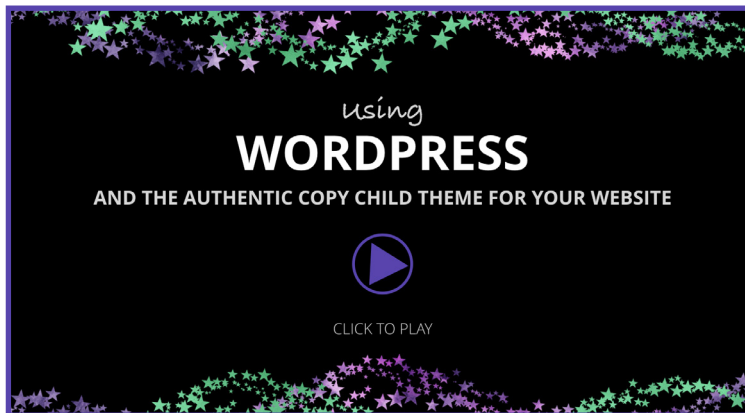 Using
WORDPRESS
AND THE AUTHENTIC COPY CHILD THEME FOR YOUR WEBSITE
CLICK TO PLAY